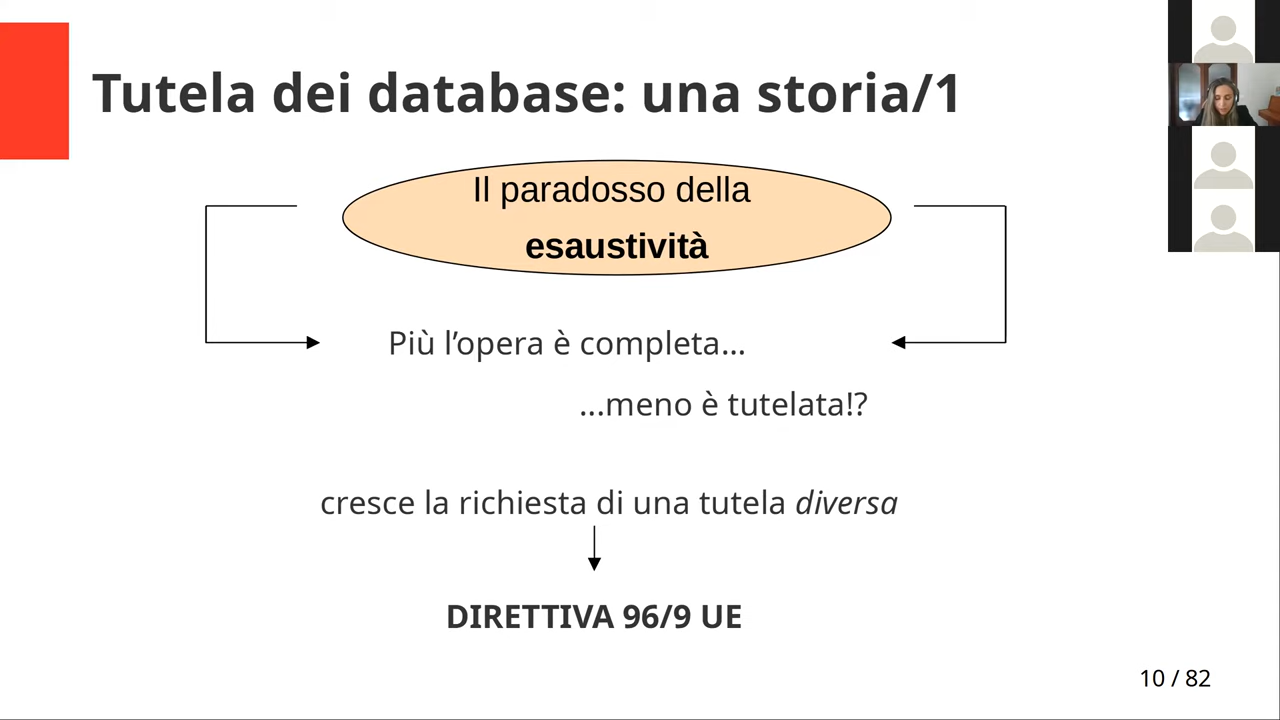 Tutela dei database: una storia/1
Il paradosso della
esaustività
Più l’opera è completa...
...meno è tutelata!?
cresce la richiesta di una tutela diversa
DIRETTIVA 96/9 UE
10 / 82